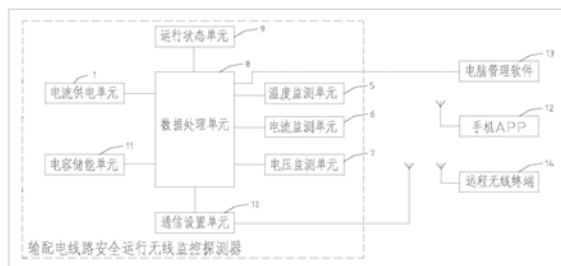 运行状态单元
9
8
13
电脑管理软件
1
电流供电单元
5
温度监测单元
数据处理单元
6
电流监测单元
12
手机APP
11
电容储能单元
7
电压监测单元
14
远程无线终端
10
通信设置单元
输配电线路安全运行无线监控探测器